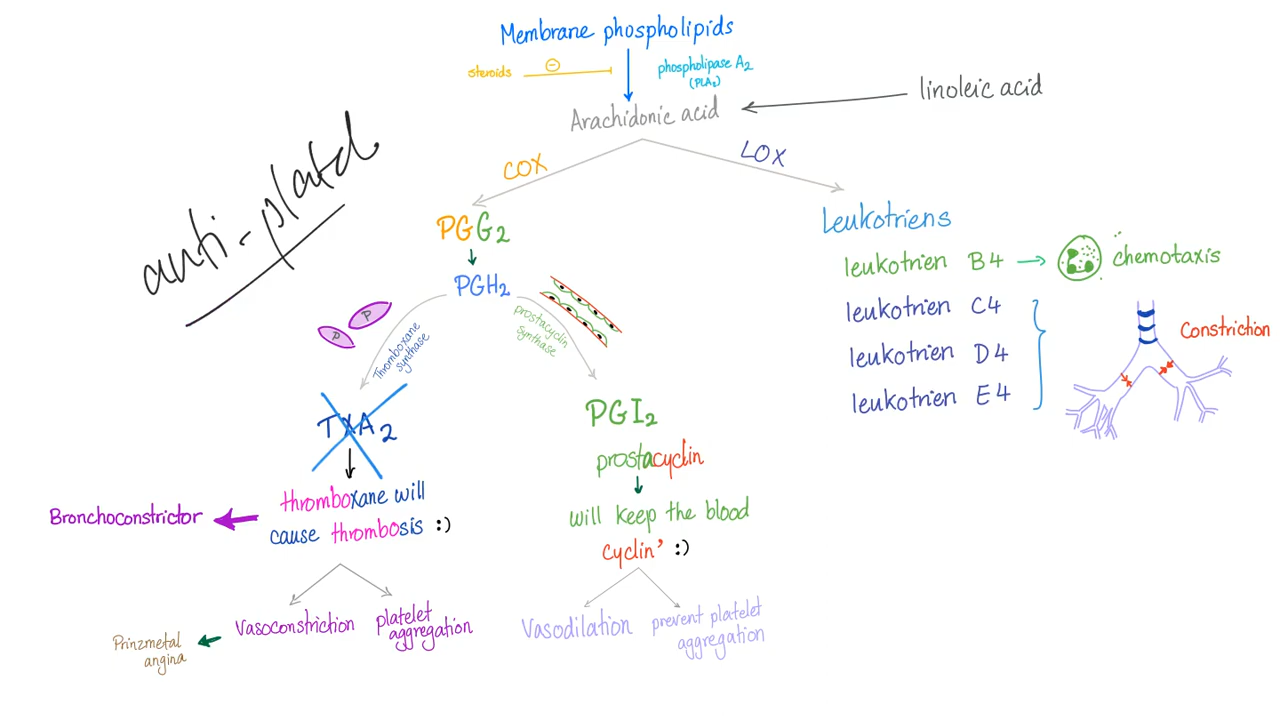 Membrane phospholipids
steroids
phospholipase A2
(PLA2)
Arachidonic acid
linoleic acid
COX
LOX
anti-platel
PGG2
PGH2
P
P
Thromboxane
synthase
prostacyclin
synthase
TXA2
thromboxane will
cause thrombosis :)
Bronchoconstrictor
Vasoconstriction
platelet
aggregation
Prinzmetal
angina
PGI2
prostacyclin
will keep the blood
cyclin' :)
Vasodilation
prevent platelet
aggregation
Leukotriens
leukotrien B4
chemotaxis
leukotrien C4
leukotrien D4
leukotrien E4
Constriction